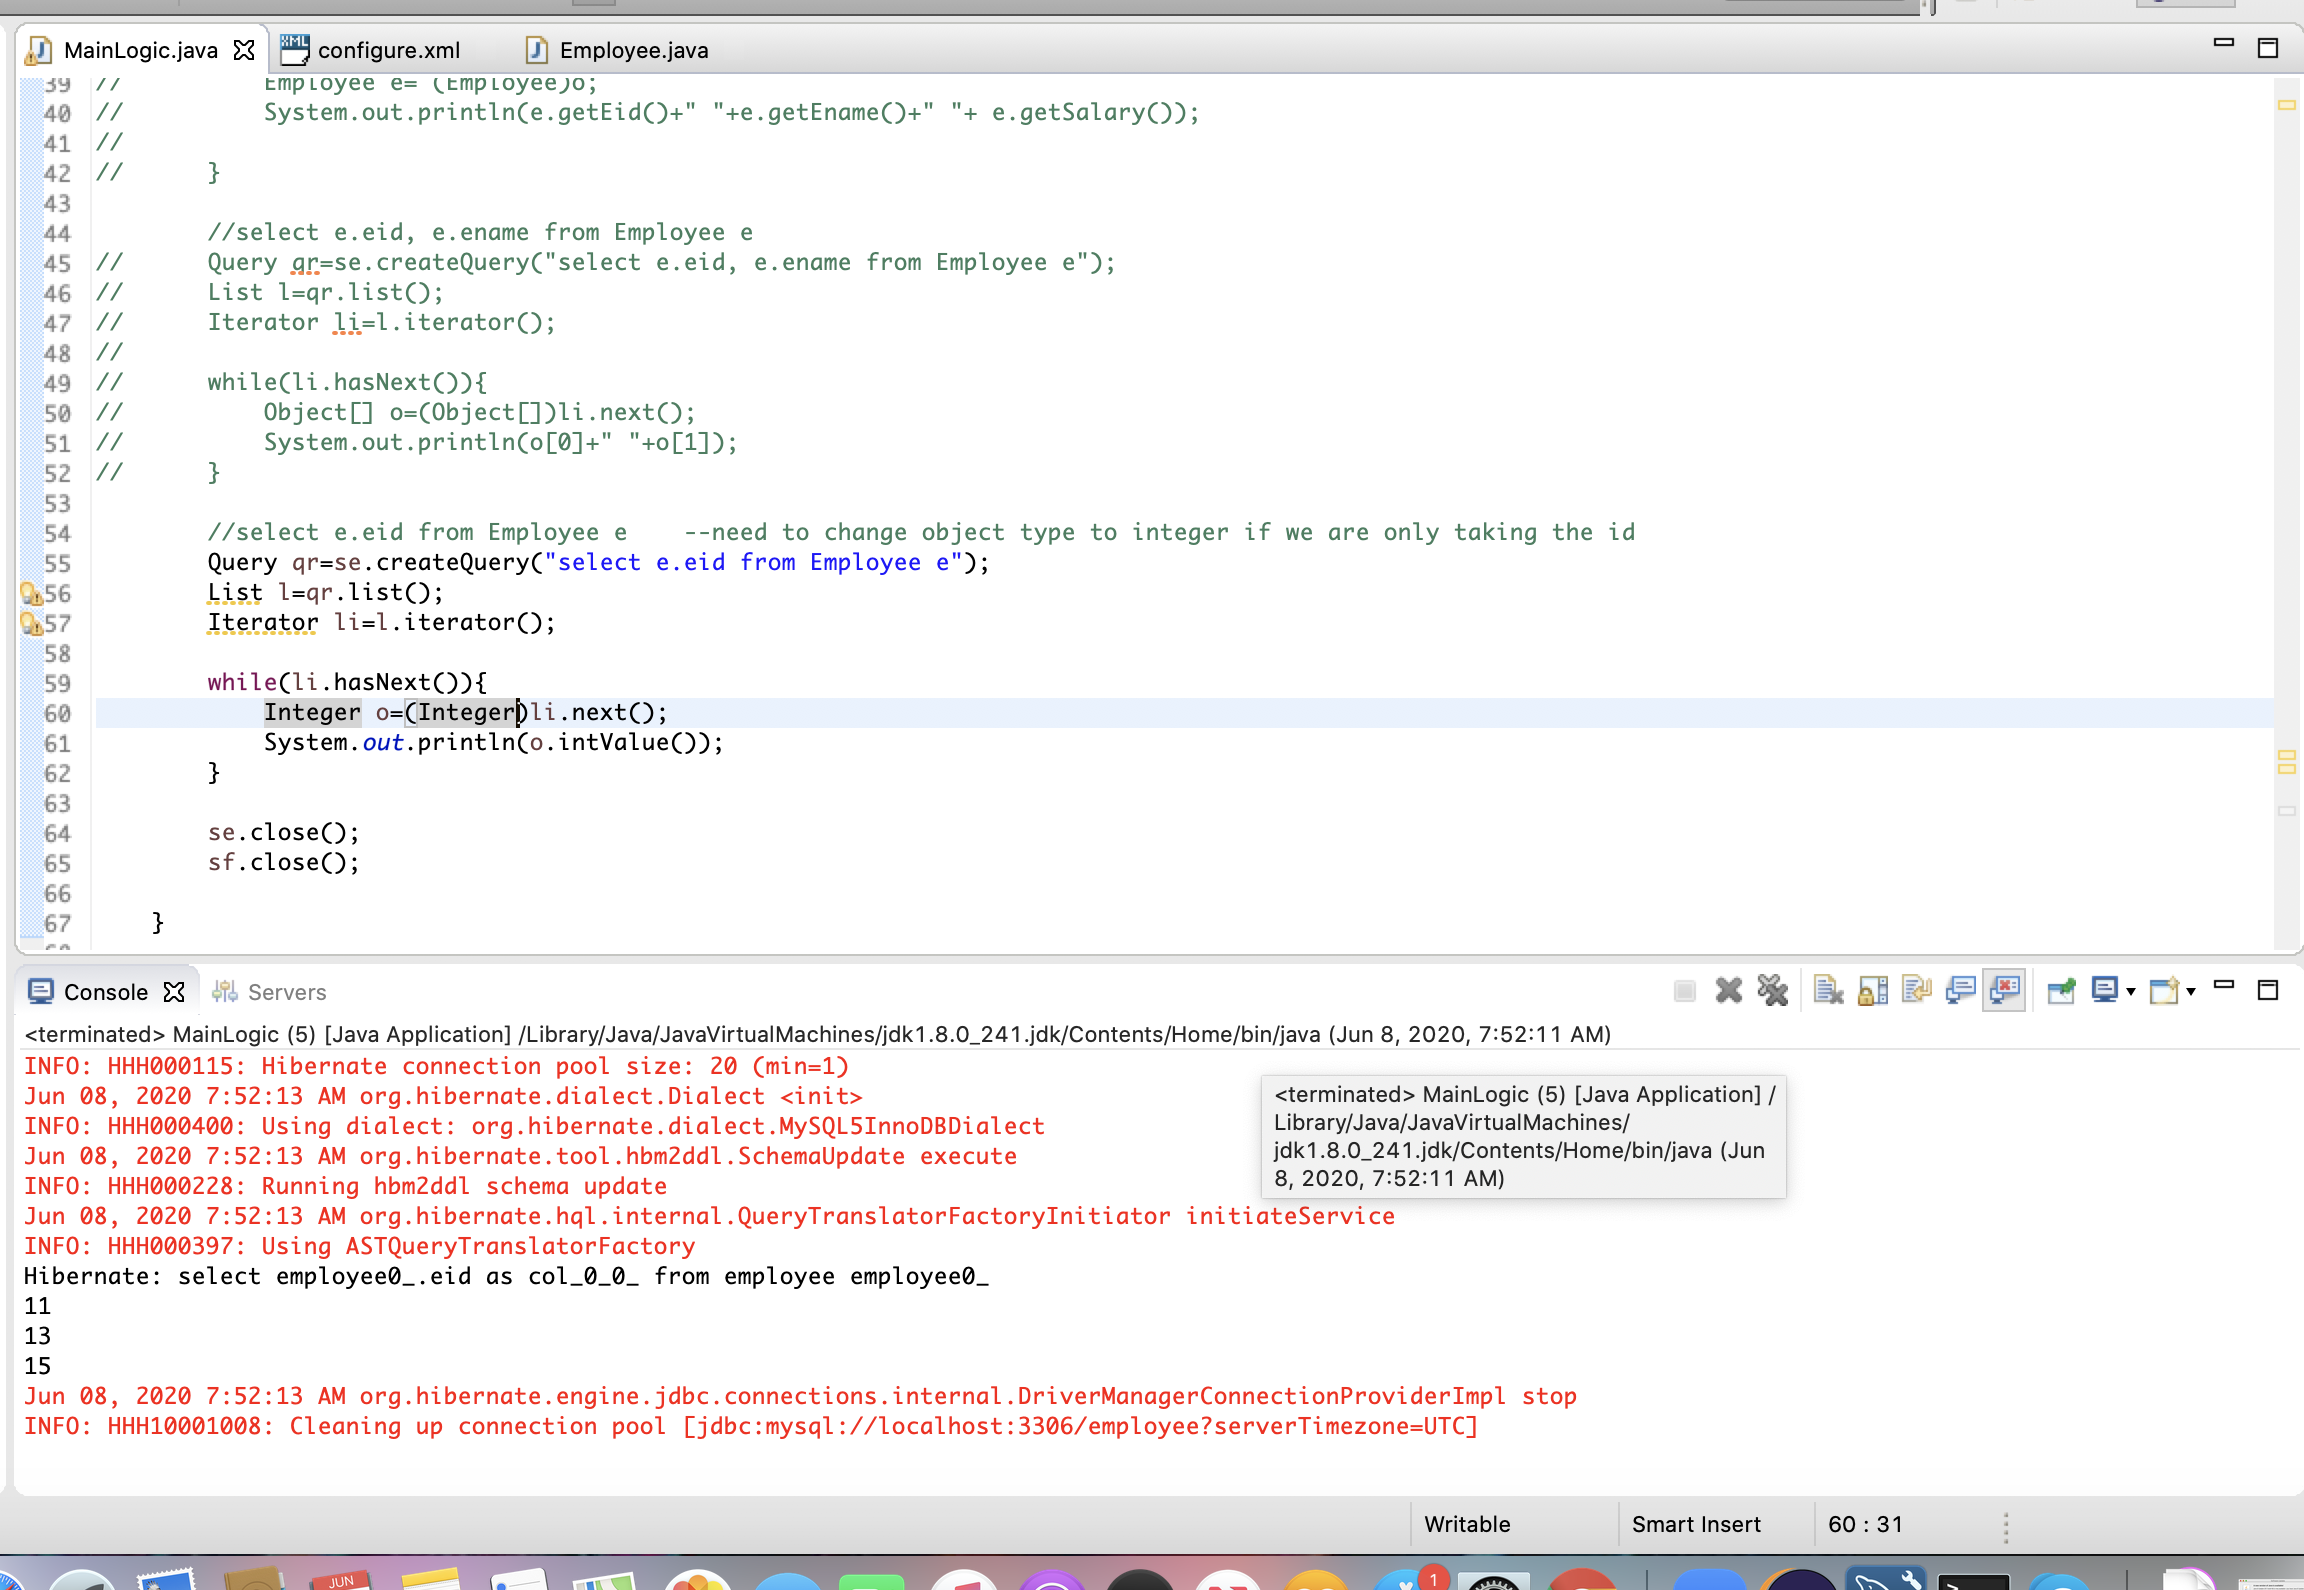 MainLogic.java configure.xml Employee.java
39 // Employee e= (Employee)o;
40 // System.out.println(e.getEid()+" "+e.getEname()+" "+ e.getSalary());
41 //
42 // }
43
44 //select e.eid, e.ename from Employee e
45 // Query qr=se.createQuery("select e.eid, e.ename from Employee e");
46 // List l=qr.list();
47 // Iterator li=l.iterator();
48 //
49 // while(li.hasNext()){
50 // Object[] o=(Object[])li.next();
51 // System.out.println(o[0]+" "+o[1]);
52 // }
53
54 //select e.eid from Employee e    --need to change object type to integer if we are only taking the id
55 Query qr=se.createQuery("select e.eid from Employee e");
56 List l=qr.list();
57 Iterator li=l.iterator();
58
59 while(li.hasNext()){
60 Integer o=(Integer)li.next();
61 System.out.println(o.intValue());
62 }
63
64 se.close();
65 sf.close();
66
67 }
Console Servers
<terminated> MainLogic (5) [Java Application] /Library/Java/JavaVirtualMachines/jdk1.8.0_241.jdk/Contents/Home/bin/java (Jun 8, 2020, 7:52:11 AM)
INFO: HHH000115: Hibernate connection pool size: 20 (min=1)
Jun 08, 2020 7:52:13 AM org.hibernate.dialect.Dialect <init>
INFO: HHH000400: Using dialect: org.hibernate.dialect.MySQL5InnoDBDialect
Jun 08, 2020 7:52:13 AM org.hibernate.tool.hbm2ddl.SchemaUpdate execute
INFO: HHH000228: Running hbm2ddl schema update
Jun 08, 2020 7:52:13 AM org.hibernate.hql.internal.QueryTranslatorFactoryInitiator initiateService
INFO: HHH000397: Using ASTQueryTranslatorFactory
Hibernate: select employee0_.eid as col_0_0_ from employee employee0_
11
13
15
Jun 08, 2020 7:52:13 AM org.hibernate.engine.jdbc.connections.internal.DriverManagerConnectionProviderImpl stop
INFO: HHH10001008: Cleaning up connection pool [jdbc:mysql://localhost:3306/employee?serverTimezone=UTC]
<terminated> MainLogic (5) [Java Application] /
Library/Java/JavaVirtualMachines/
jdk1.8.0_241.jdk/Contents/Home/bin/java (Jun
8, 2020, 7:52:11 AM)
Writable Smart Insert 60 : 31
JUN
1